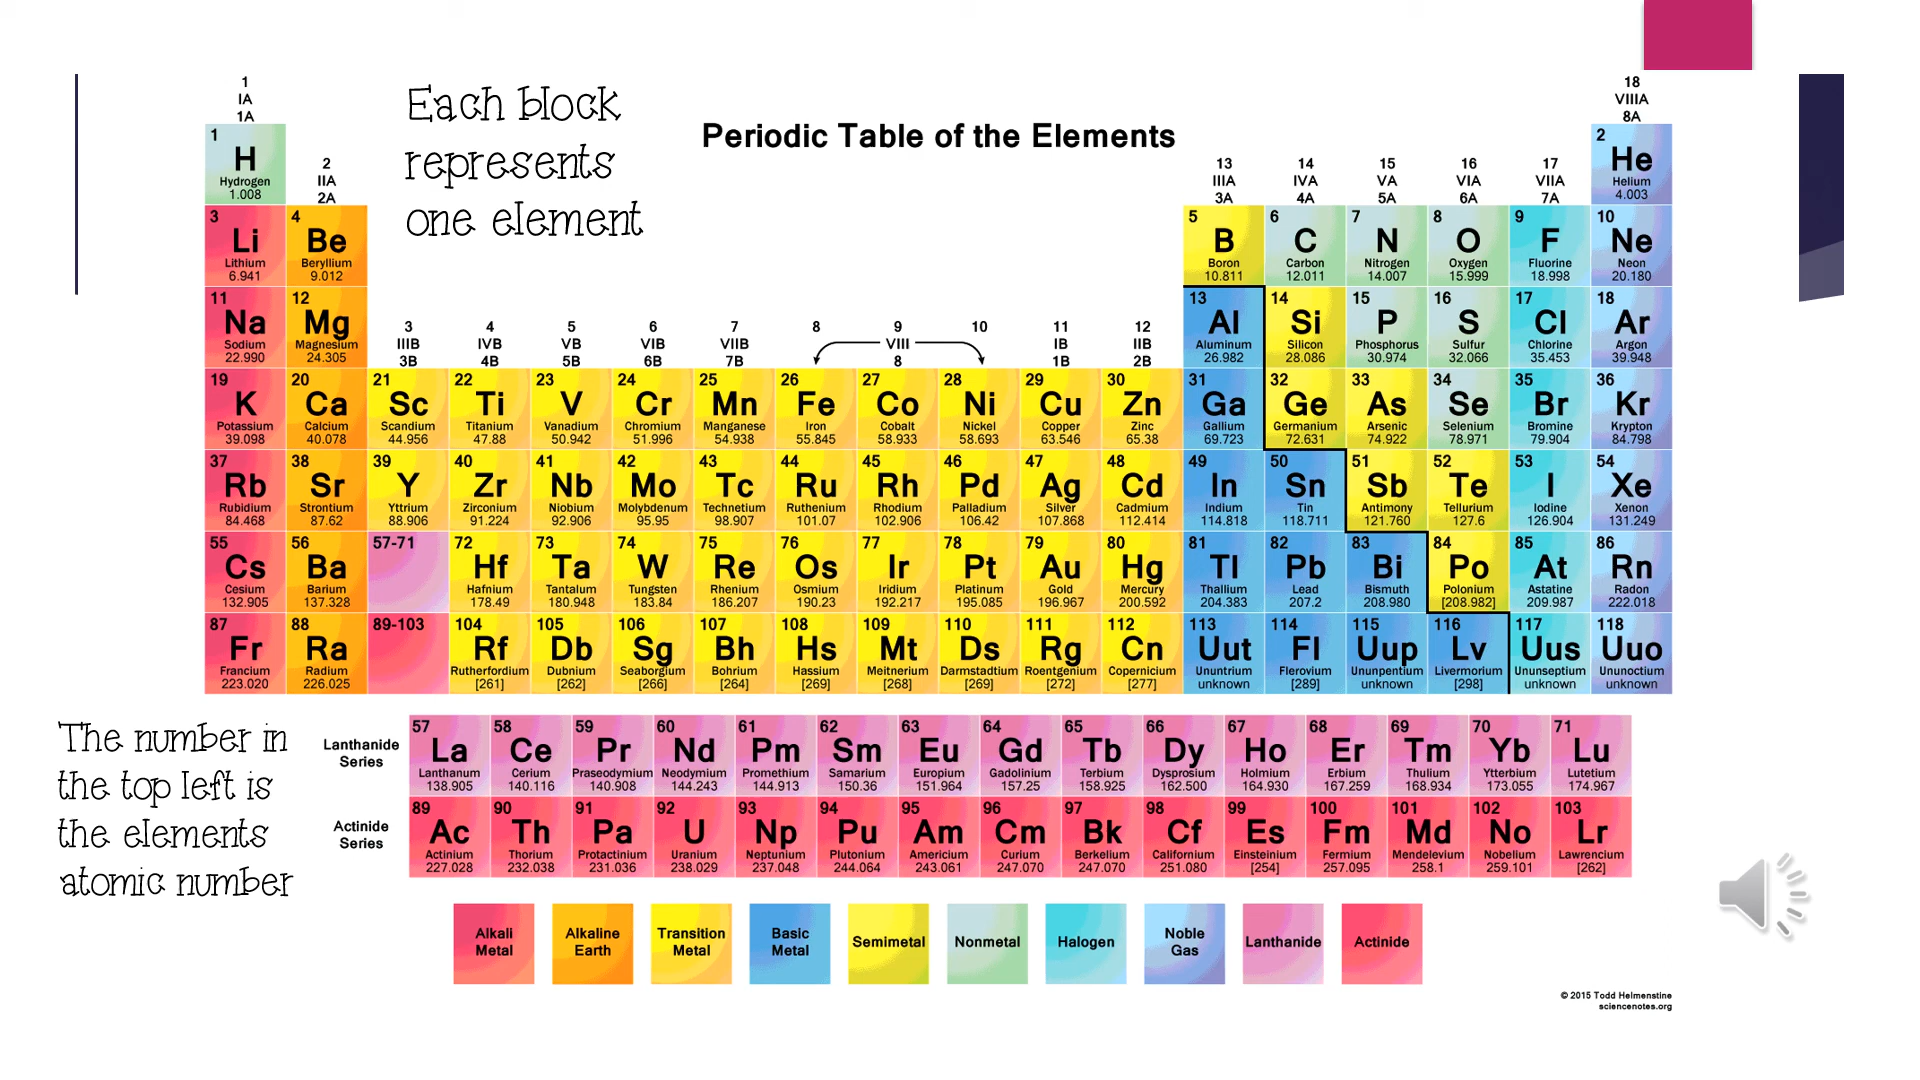 1
IA
1A
18
VIIIA
8A
Each block
represents
one element
Periodic Table of the Elements
1
H
Hydrogen
1.008
2
He
Helium
4.003
2
IIA
2A
13
IIIA
3A
14
IVA
4A
15
VA
5A
16
VIA
6A
17
VIIA
7A
3
Li
Lithium
6.941
4
Be
Beryllium
9.012
5
B
Boron
10.811
6
C
Carbon
12.011
7
N
Nitrogen
14.007
8
O
Oxygen
15.999
9
F
Fluorine
18.998
10
Ne
Neon
20.180
11
Na
Sodium
22.990
12
Mg
Magnesium
24.305
3
IIIB
3B
4
IVB
4B
5
VB
5B
6
VIB
6B
7
VIIB
7B
8
9
10
VIII
8
11
IB
1B
12
IIB
2B
13
Al
Aluminum
26.982
14
Si
Silicon
28.086
15
P
Phosphorus
30.974
16
S
Sulfur
32.066
17
Cl
Chlorine
35.453
18
Ar
Argon
39.948
19
K
Potassium
39.098
20
Ca
Calcium
40.078
21
Sc
Scandium
44.956
22
Ti
Titanium
47.88
23
V
Vanadium
50.942
24
Cr
Chromium
51.996
25
Mn
Manganese
54.938
26
Fe
Iron
55.845
27
Co
Cobalt
58.933
28
Ni
Nickel
58.693
29
Cu
Copper
63.546
30
Zn
Zinc
65.38
31
Ga
Gallium
69.723
32
Ge
Germanium
72.631
33
As
Arsenic
74.922
34
Se
Selenium
78.971
35
Br
Bromine
79.904
36
Kr
Krypton
84.798
37
Rb
Rubidium
84.468
38
Sr
Strontium
87.62
39
Y
Yttrium
88.906
40
Zr
Zirconium
91.224
41
Nb
Niobium
92.906
42
Mo
Molybdenum
95.95
43
Tc
Technetium
98.907
44
Ru
Ruthenium
101.07
45
Rh
Rhodium
102.906
46
Pd
Palladium
106.42
47
Ag
Silver
107.868
48
Cd
Cadmium
112.414
49
In
Indium
114.818
50
Sn
Tin
118.711
51
Sb
Antimony
121.760
52
Te
Tellurium
127.6
53
I
Iodine
126.904
54
Xe
Xenon
131.249
55
Cs
Cesium
132.905
56
Ba
Barium
137.328
57-71
72
Hf
Hafnium
178.49
73
Ta
Tantalum
180.948
74
W
Tungsten
183.84
75
Re
Rhenium
186.207
76
Os
Osmium
190.23
77
Ir
Iridium
192.217
78
Pt
Platinum
195.085
79
Au
Gold
196.967
80
Hg
Mercury
200.592
81
Tl
Thallium
204.383
82
Pb
Lead
207.2
83
Bi
Bismuth
208.980
84
Po
Polonium
[208.982]
85
At
Astatine
209.987
86
Rn
Radon
222.018
87
Fr
Francium
223.020
88
Ra
Radium
226.025
89-103
104
Rf
Rutherfordium
[261]
105
Db
Dubnium
[262]
106
Sg
Seaborgium
[266]
107
Bh
Bohrium
[264]
108
Hs
Hassium
[269]
109
Mt
Meitnerium
[268]
110
Ds
Darmstadtium
[269]
111
Rg
Roentgenium
[272]
112
Cn
Copernicium
[277]
113
Uut
Ununtrium
unknown
114
Fl
Flerovium
[289]
115
Uup
Ununpentium
unknown
116
Lv
Livermorium
[298]
117
Uus
Ununseptium
unknown
118
Uuo
Ununoctium
unknown
The number in
the top left is
the elements
atomic number
Lanthanide
Series
57
La
Lanthanum
138.905
58
Ce
Cerium
140.116
59
Pr
Praseodymium
140.908
60
Nd
Neodymium
144.243
61
Pm
Promethium
144.913
62
Sm
Samarium
150.36
63
Eu
Europium
151.964
64
Gd
Gadolinium
157.25
65
Tb
Terbium
158.925
66
Dy
Dysprosium
162.500
67
Ho
Holmium
164.930
68
Er
Erbium
167.259
69
Tm
Thulium
168.934
70
Yb
Ytterbium
173.055
71
Lu
Lutetium
174.967
Actinide
Series
89
Ac
Actinium
227.028
90
Th
Thorium
232.038
91
Pa
Protactinium
231.036
92
U
Uranium
238.029
93
Np
Neptunium
237.048
94
Pu
Plutonium
244.064
95
Am
Americium
243.061
96
Cm
Curium
247.070
97
Bk
Berkelium
247.070
98
Cf
Californium
251.080
99
Es
Einsteinium
[254]
100
Fm
Fermium
257.095
101
Md
Mendelevium
258.1
102
No
Nobelium
259.101
103
Lr
Lawrencium
[262]
Alkali
Metal
Alkaline
Earth
Transition
Metal
Basic
Metal
Semimetal
Nonmetal
Halogen
Noble
Gas
Lanthanide
Actinide
© 2015 Todd Helmenstine
sciencenotes.org